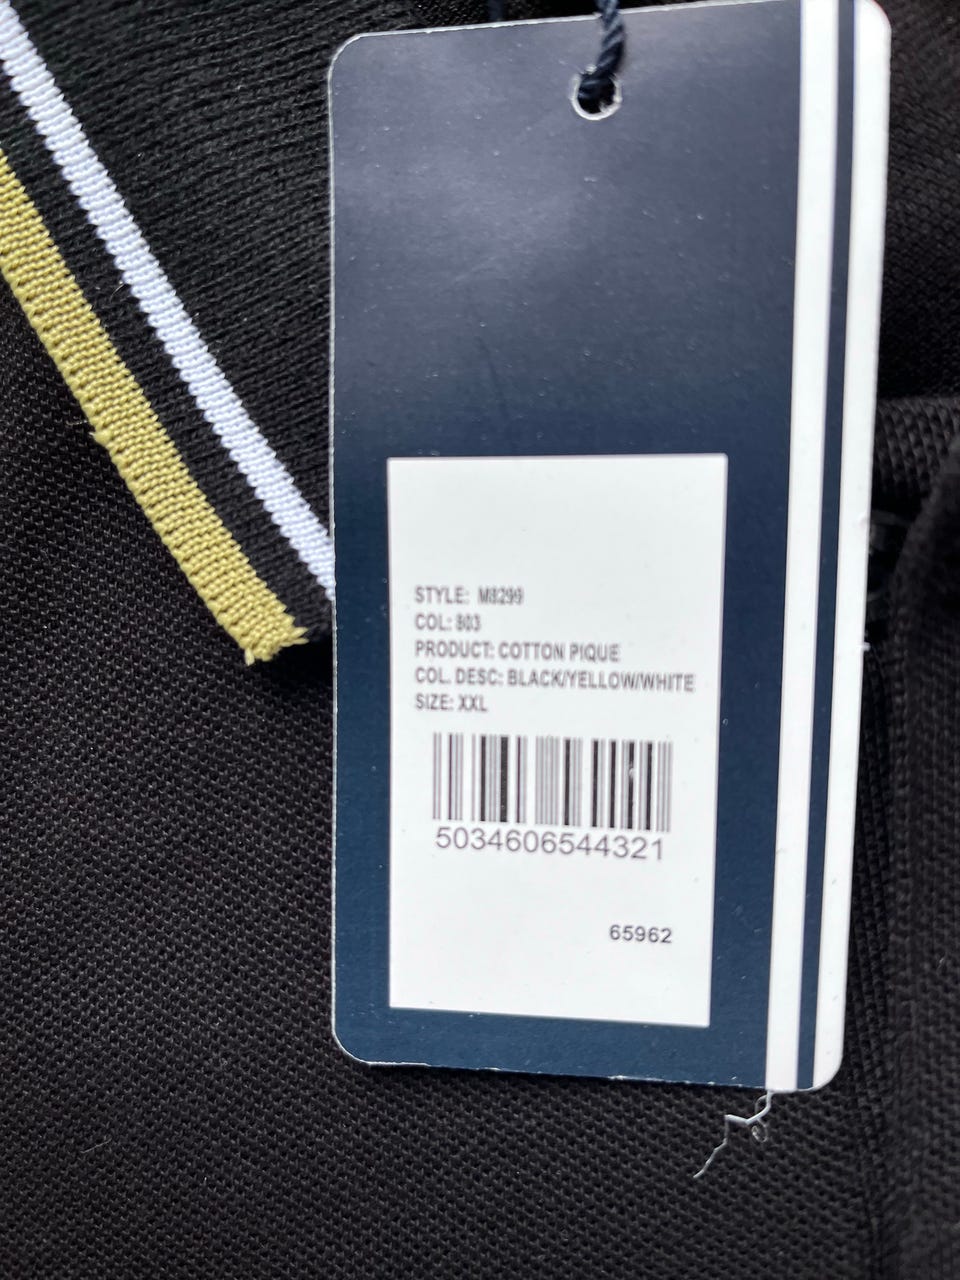 STYLE: M8299
COL: 803
PRODUCT: COTTON PIQUE
COL. DESC: BLACK/YELLOW/WHITE
SIZE: XXL
5034606544321
65962